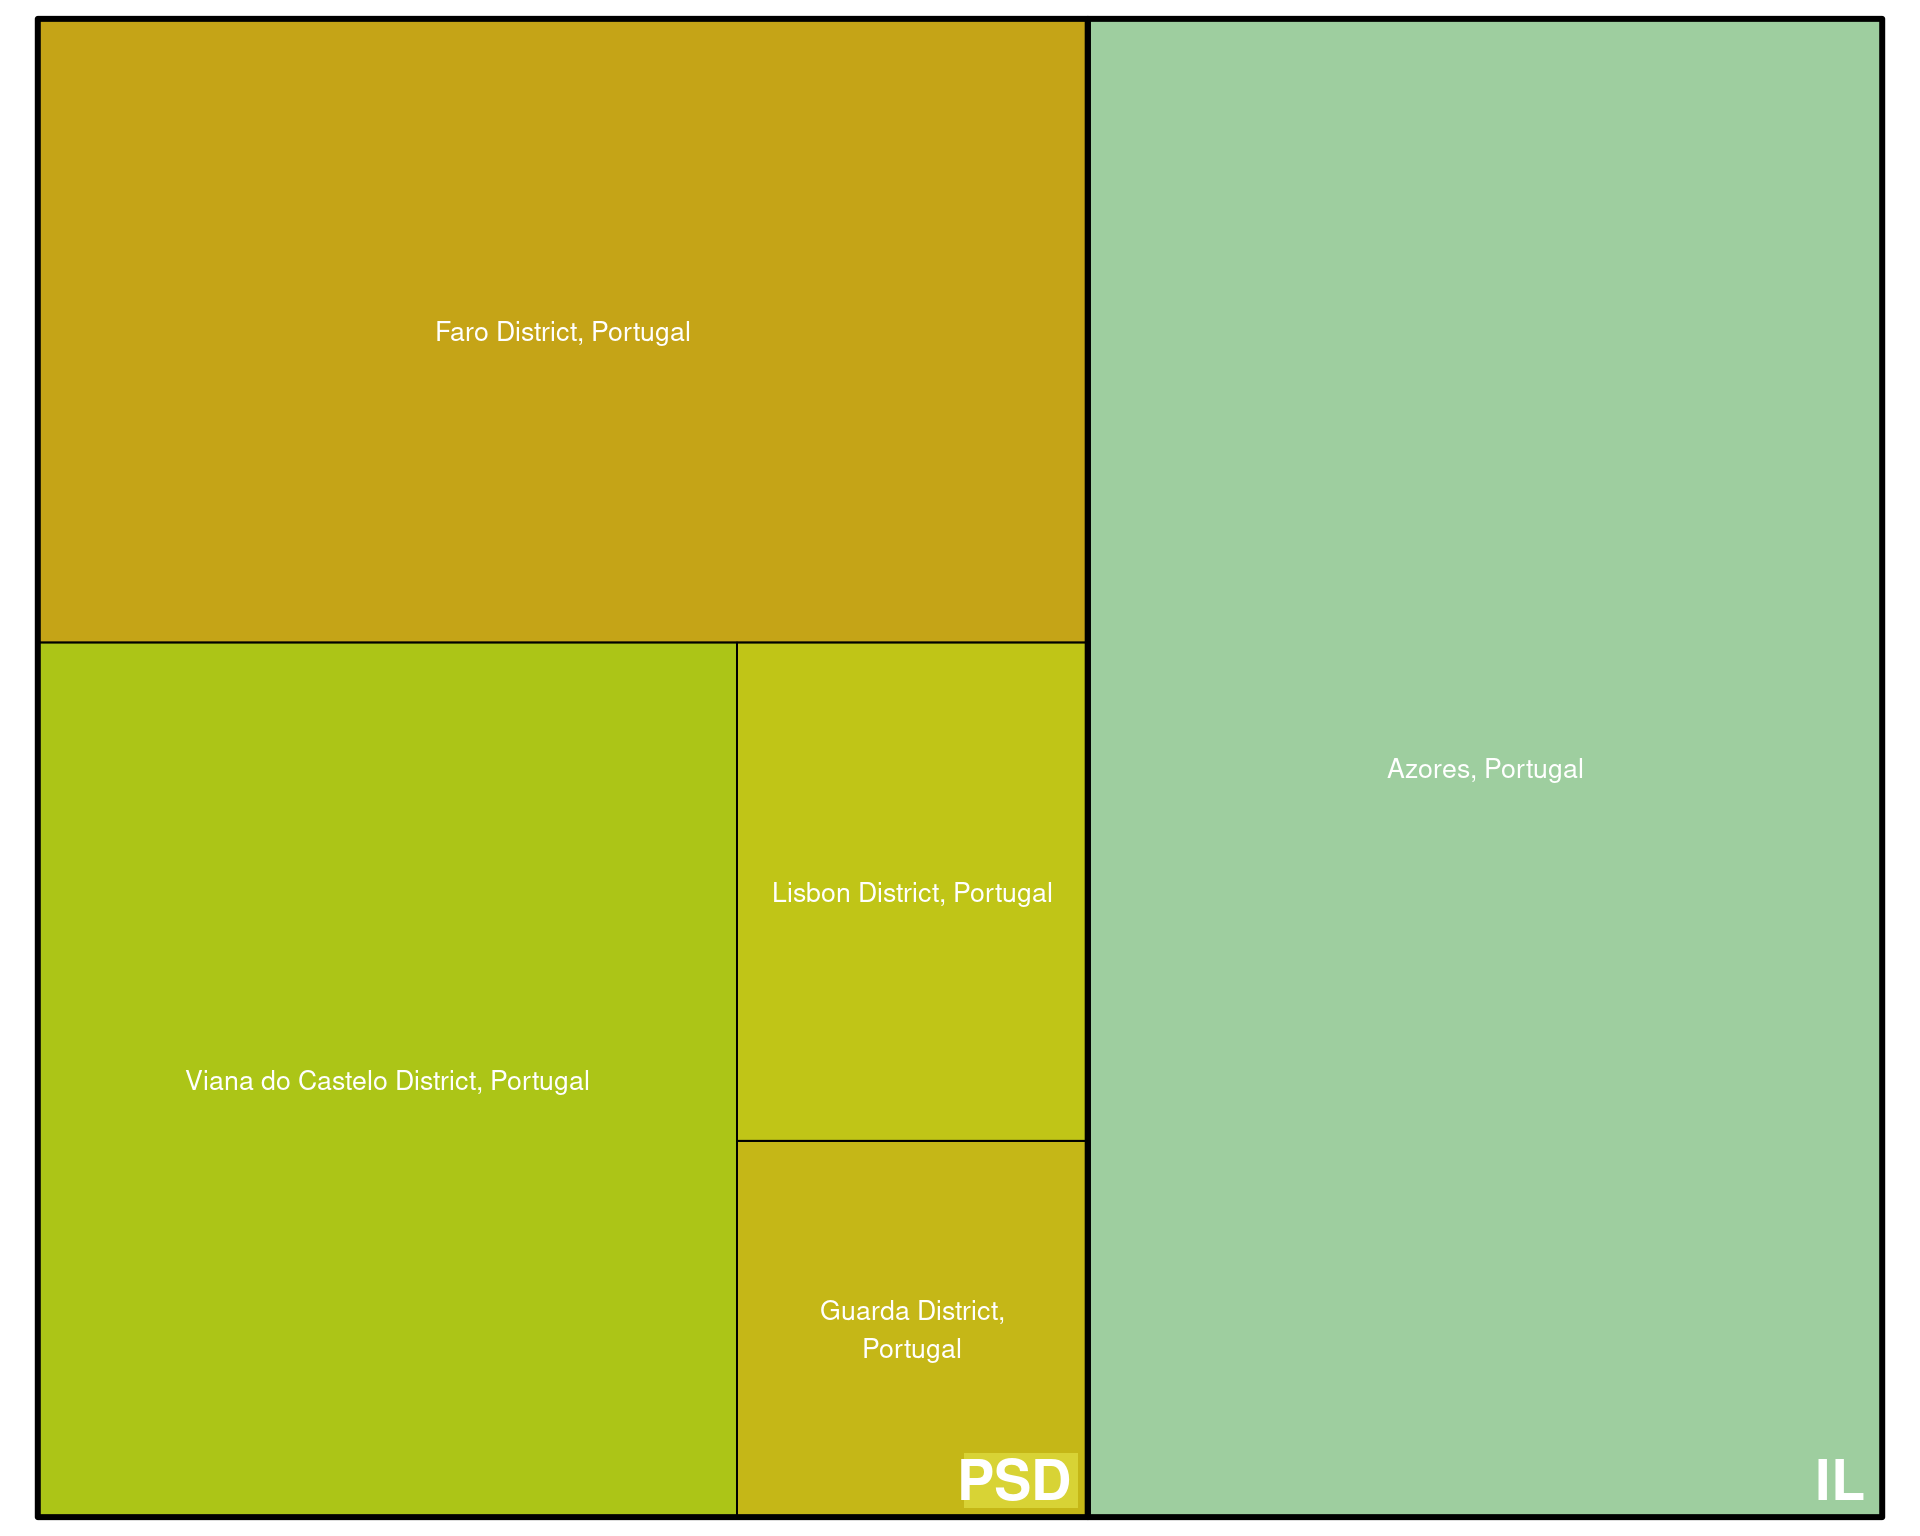 Faro District, Portugal
Viana do Castelo District, Portugal
Lisbon District, Portugal
Guarda District,
Portugal
PSD
Azores, Portugal
IL